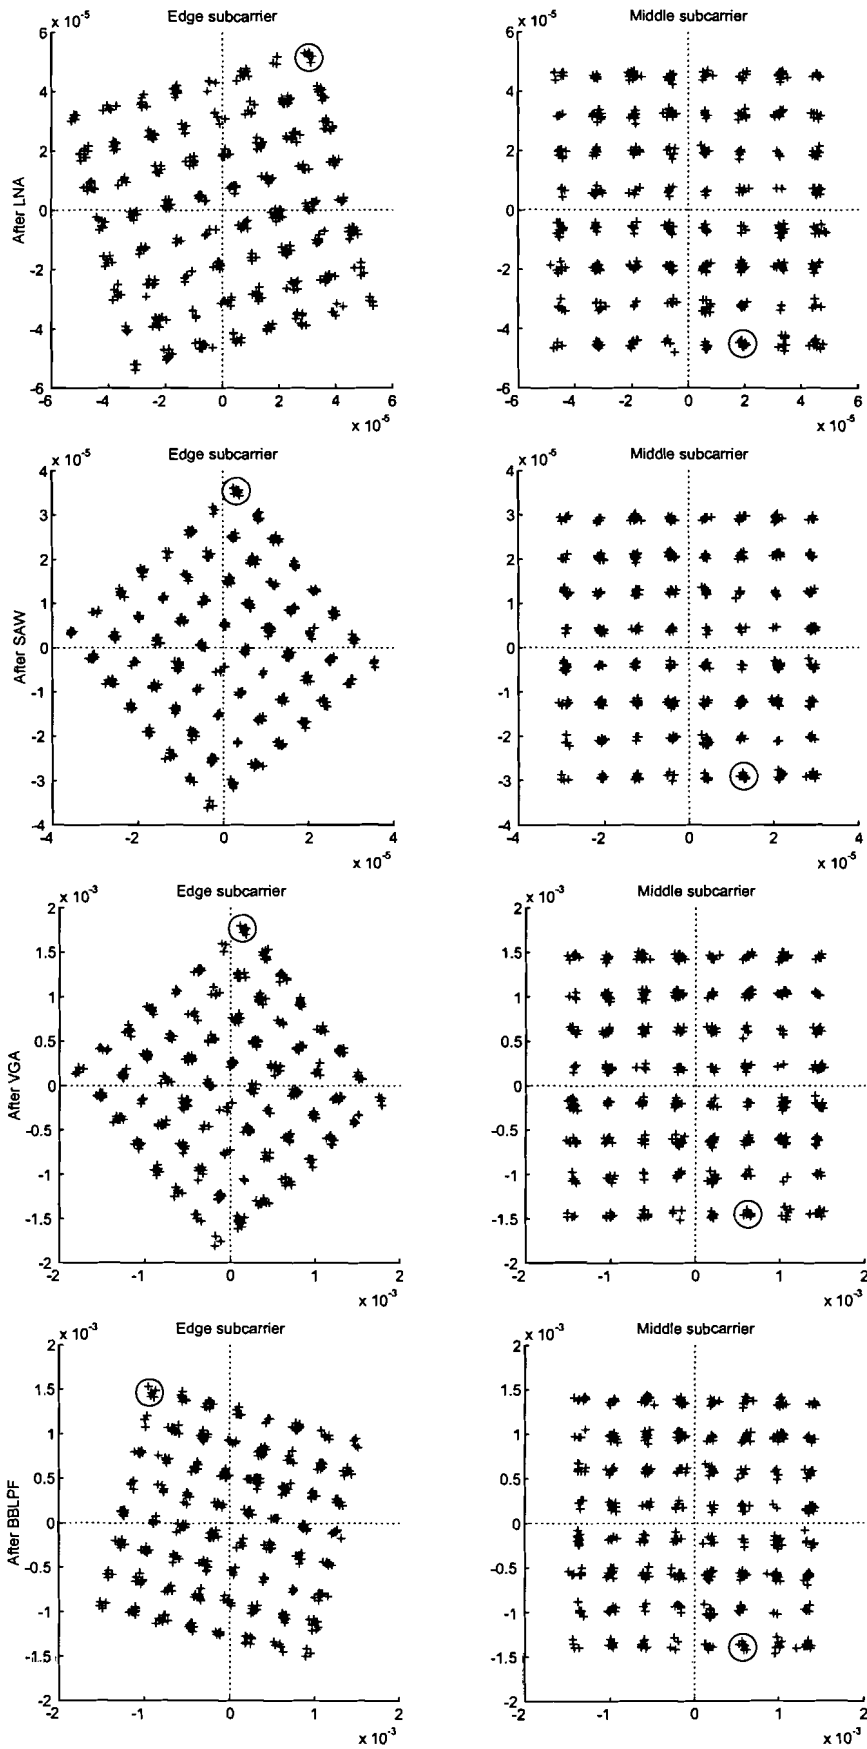 Edge subcarrier
Middle subcarrier
x 10⁻⁵
x 10⁻⁵
6
4
2
0
-2
-4
-6
6
4
2
0
-2
-4
-6
After LNA
-6 -4 -2 0 2 4 6
-6 -4 -2 0 2 4 6
x 10⁻⁵
x 10⁻⁵
Edge subcarrier
Middle subcarrier
x 10⁻⁵
x 10⁻⁵
4
3
2
1
0
-1
-2
-3
-4
4
3
2
1
0
-1
-2
-3
-4
After SAW
-4 -2 0 2 4
-4 -2 0 2 4
x 10⁻⁵
x 10⁻⁵
Edge subcarrier
Middle subcarrier
x 10⁻³
x 10⁻³
2
1.5
1
0.5
0
-0.5
-1
-1.5
-2
2
1.5
1
0.5
0
-0.5
-1
-1.5
-2
After VGA
-2 -1 0 1 2
-2 -1 0 1 2
x 10⁻³
x 10⁻³
Edge subcarrier
Middle subcarrier
x 10⁻³
x 10⁻³
2
1.5
1
0.5
0
-0.5
-1
-1.5
-2
2
1.5
1
0.5
0
-0.5
-1
-1.5
-2
After BBLPF
-2 -1 0 1 2
-2 -1 0 1 2
x 10⁻³
x 10⁻³